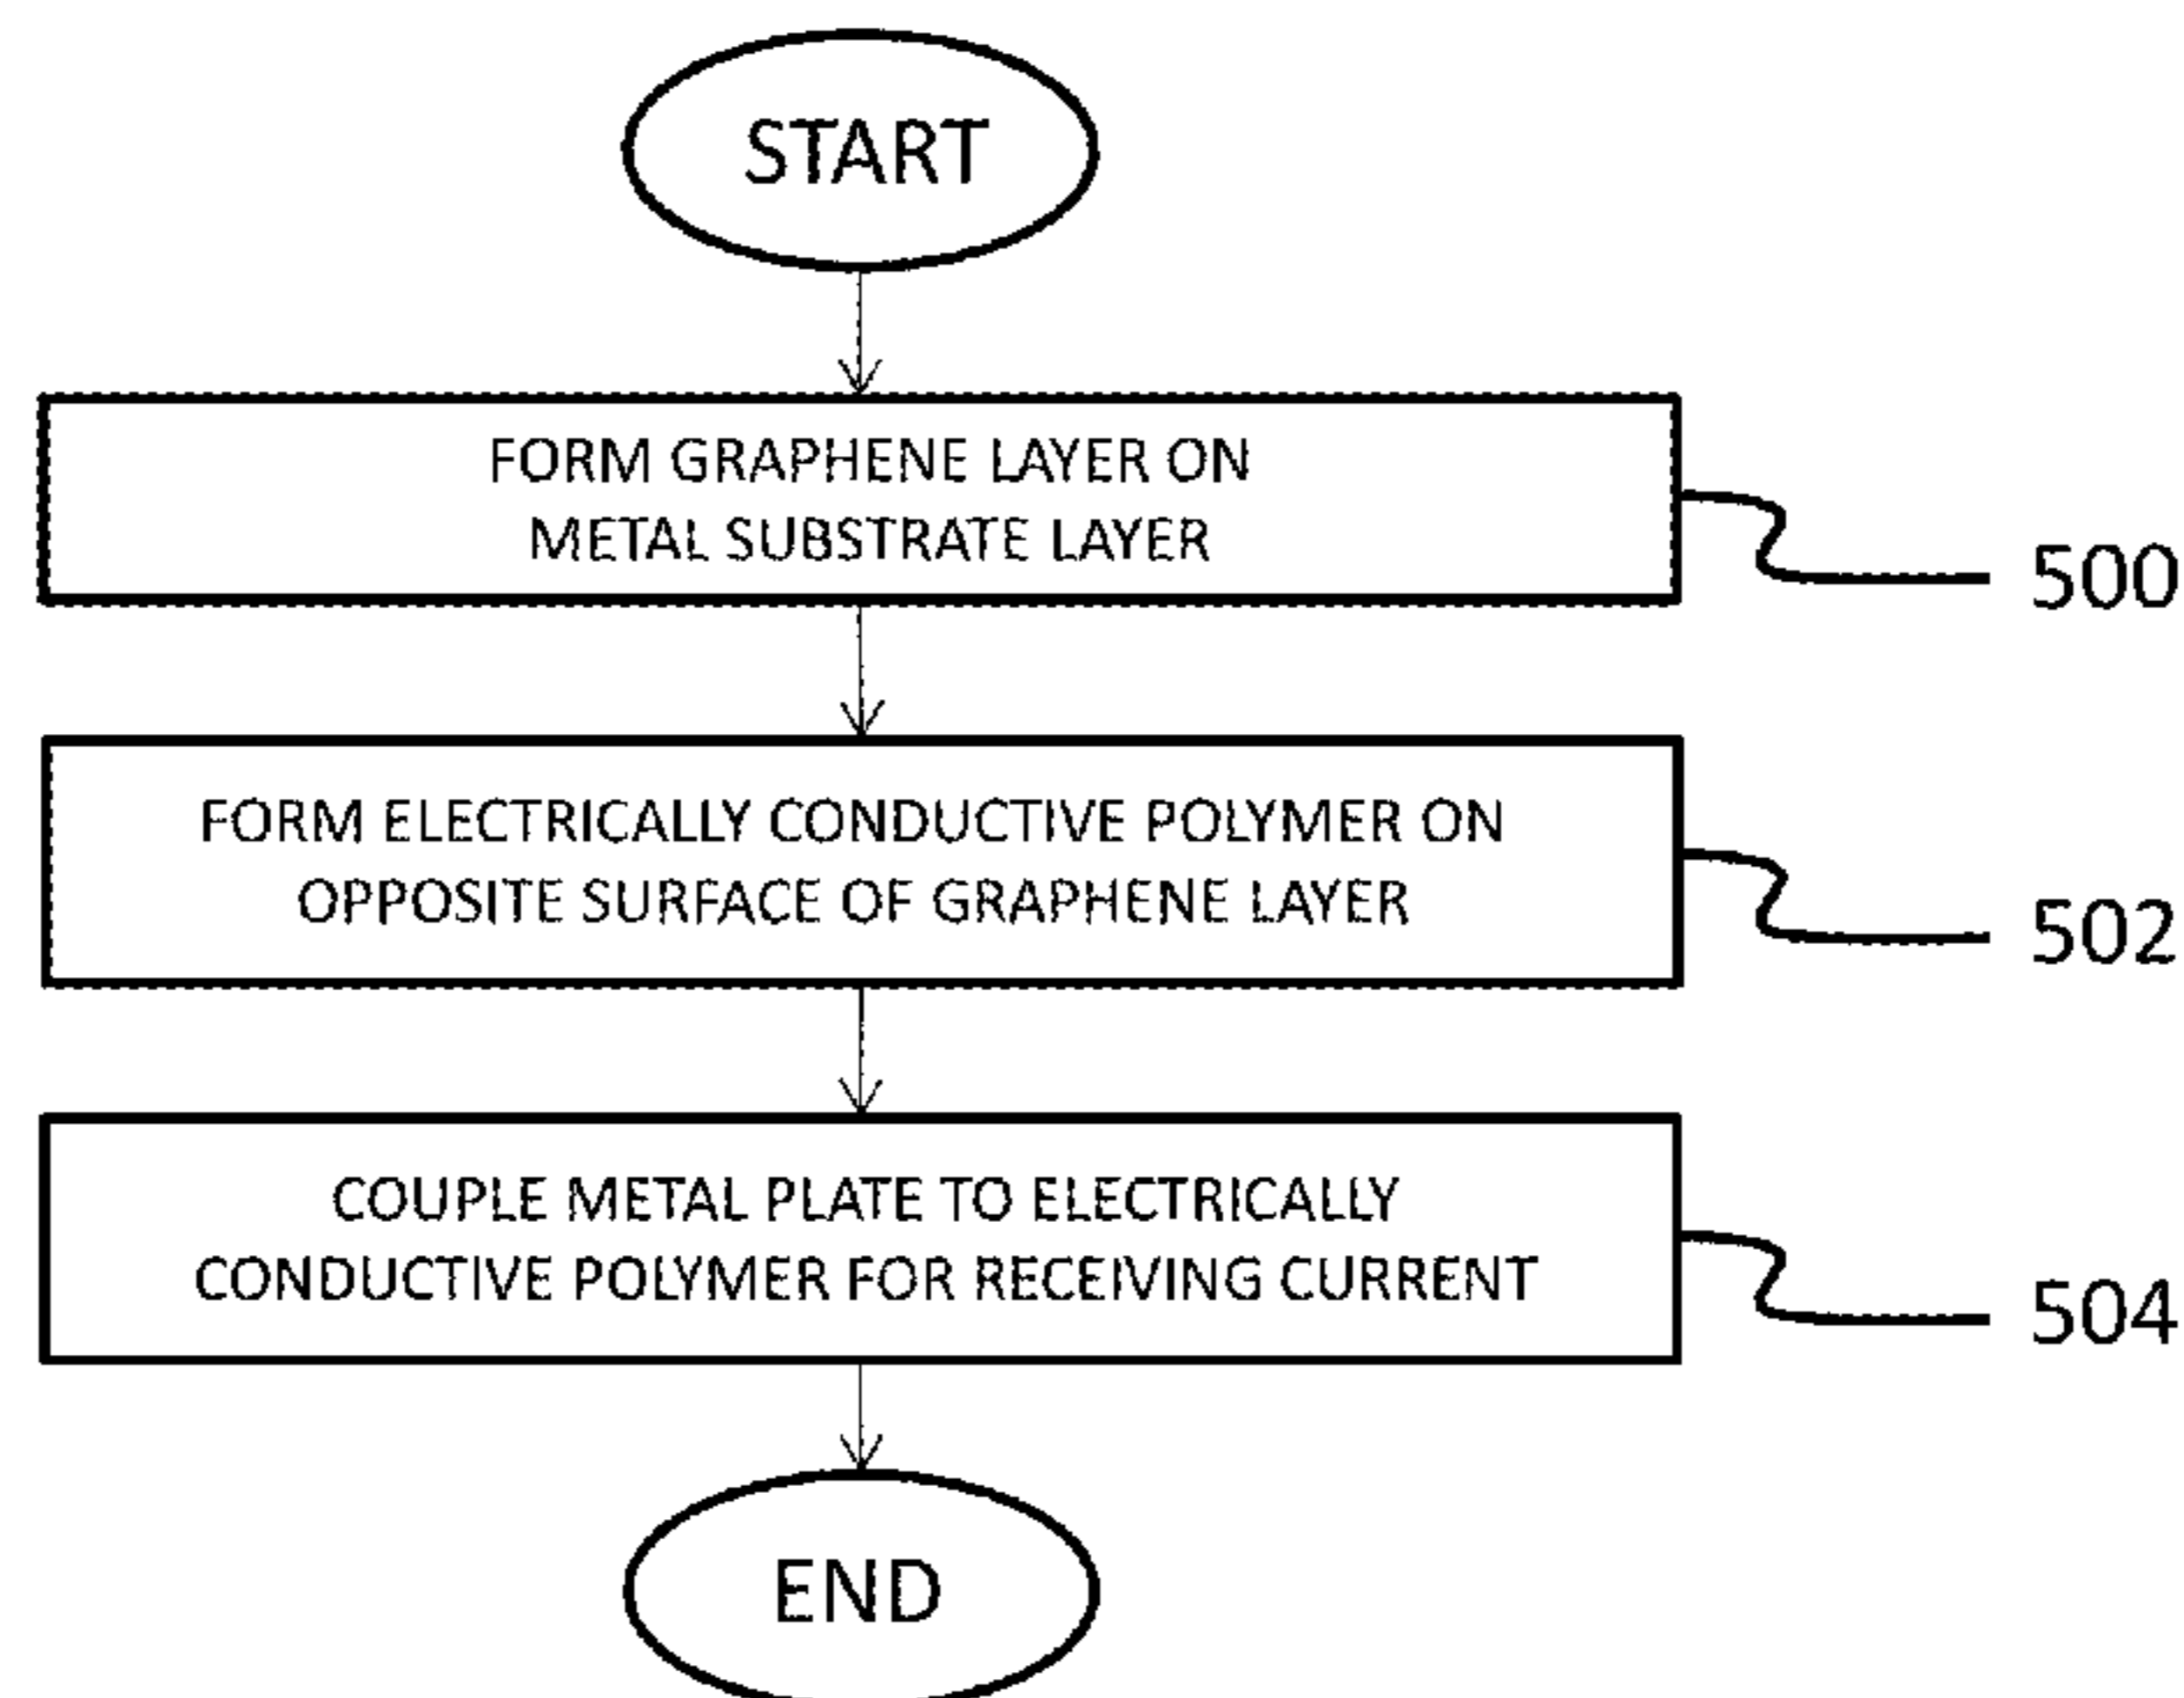 START
FORM GRAPHENE LAYER ON
METAL SUBSTRATE LAYER
500
FORM ELECTRICALLY CONDUCTIVE POLYMER ON
OPPOSITE SURFACE OF GRAPHENE LAYER
502
COUPLE METAL PLATE TO ELECTRICALLY
CONDUCTIVE POLYMER FOR RECEIVING CURRENT
504
END